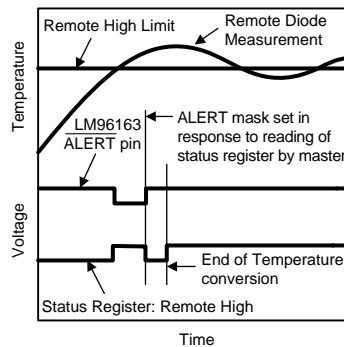 Remote High Limit
Remote Diode
Measurement
Temperature
LM96163
ALERT pin
ALERT mask set in
response to reading of
status register by master
Voltage
End of Temperature
conversion
Status Register: Remote High
Time